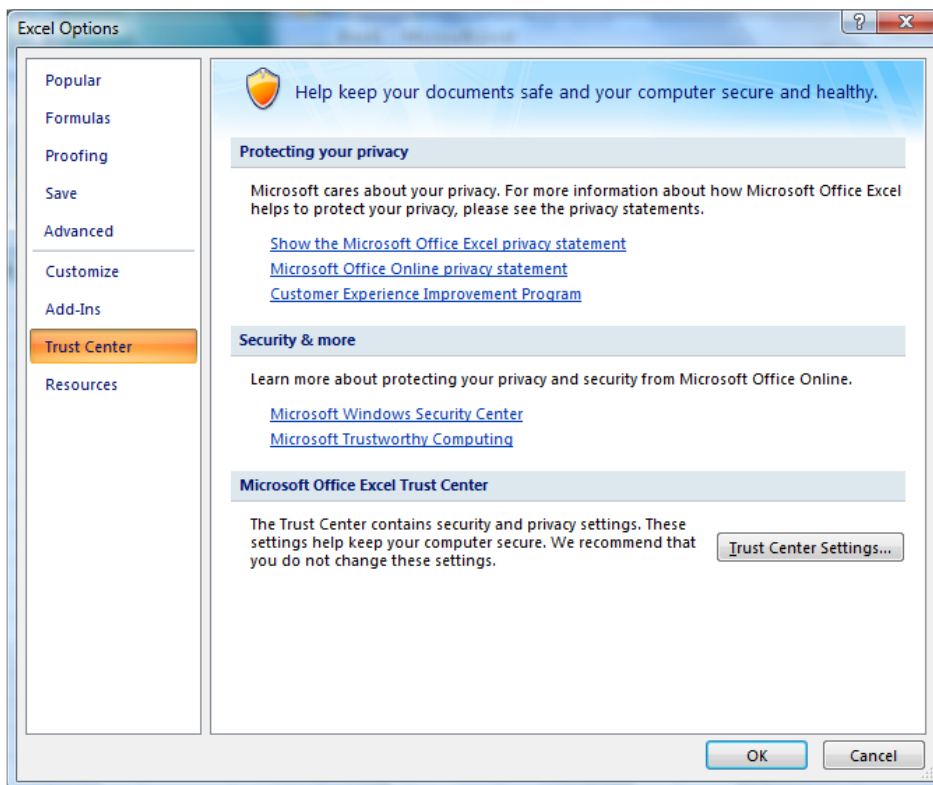 Excel Options
Popular
Formulas
Proofing
Save
Advanced
Customize
Add-Ins
Trust Center
Resources
Help keep your documents safe and your computer secure and healthy.
Protecting your privacy
Microsoft cares about your privacy. For more information about how Microsoft Office Excel
helps to protect your privacy, please see the privacy statements.
Show the Microsoft Office Excel privacy statement
Microsoft Office Online privacy statement
Customer Experience Improvement Program
Security & more
Learn more about protecting your privacy and security from Microsoft Office Online.
Microsoft Windows Security Center
Microsoft Trustworthy Computing
Microsoft Office Excel Trust Center
The Trust Center contains security and privacy settings. These
settings help keep your computer secure. We recommend that
you do not change these settings.
Trust Center Settings...
OK
Cancel